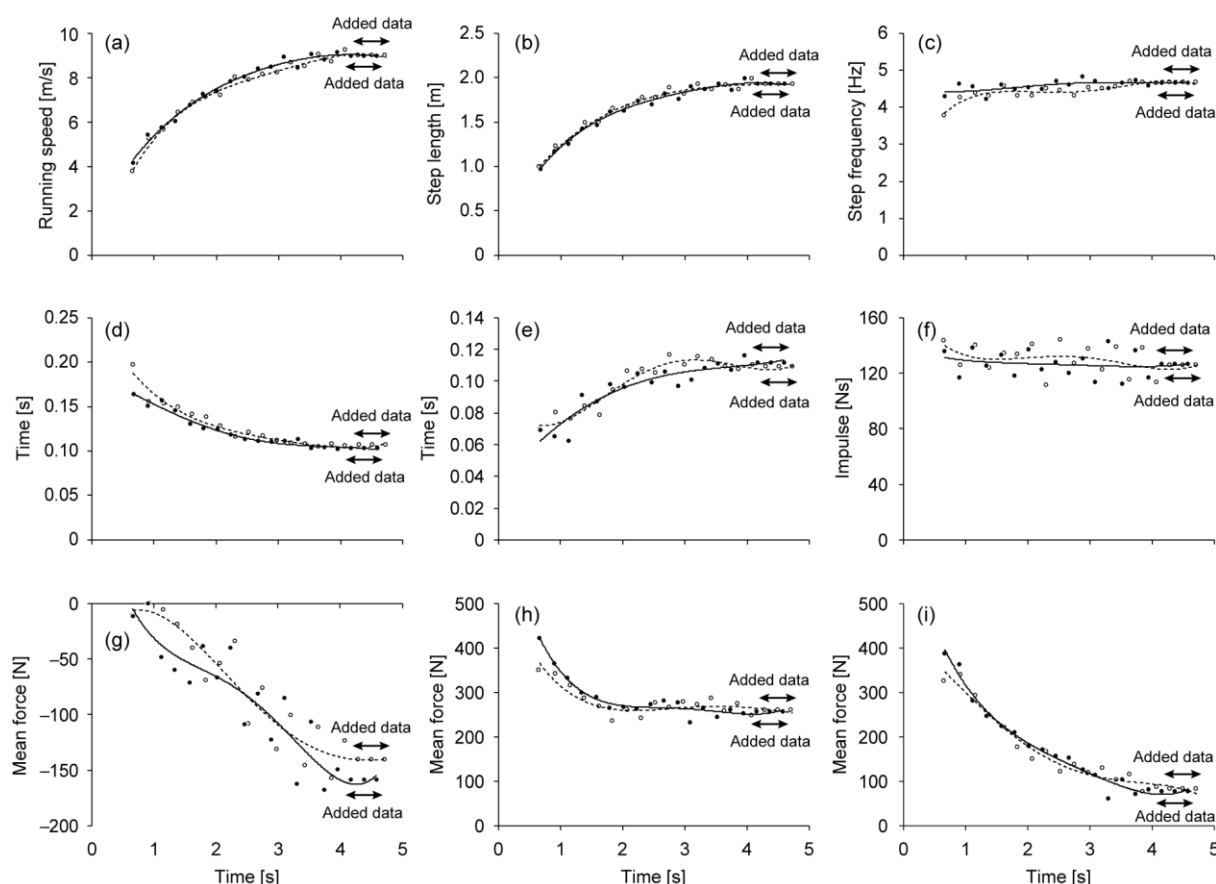 (a)
Added data
Added data
Running speed [m/s]
10
8
6
4
2
0
(b)
Added data
Added data
Step length [m]
2.5
2.0
1.5
1.0
0.5
0
(c)
Added data
Added data
Step frequency [Hz]
6
5
4
3
2
1
0
(d)
Added data
Added data
Time [s]
0.25
0.20
0.15
0.10
0.05
0
(e)
Added data
Added data
Time [s]
0.14
0.12
0.10
0.08
0.06
0.04
0.02
0
(f)
Added data
Added data
Impulse [Ns]
160
120
80
40
0
(g)
Added data
Added data
Mean force [N]
0
–50
–100
–150
–200
0 1 2 3 4 5
Time [s]
(h)
Added data
Added data
Mean force [N]
500
400
300
200
100
0
0 1 2 3 4 5
Time [s]
(i)
Added data
Added data
Mean force [N]
500
400
300
200
100
0
0 1 2 3 4 5
Time [s]